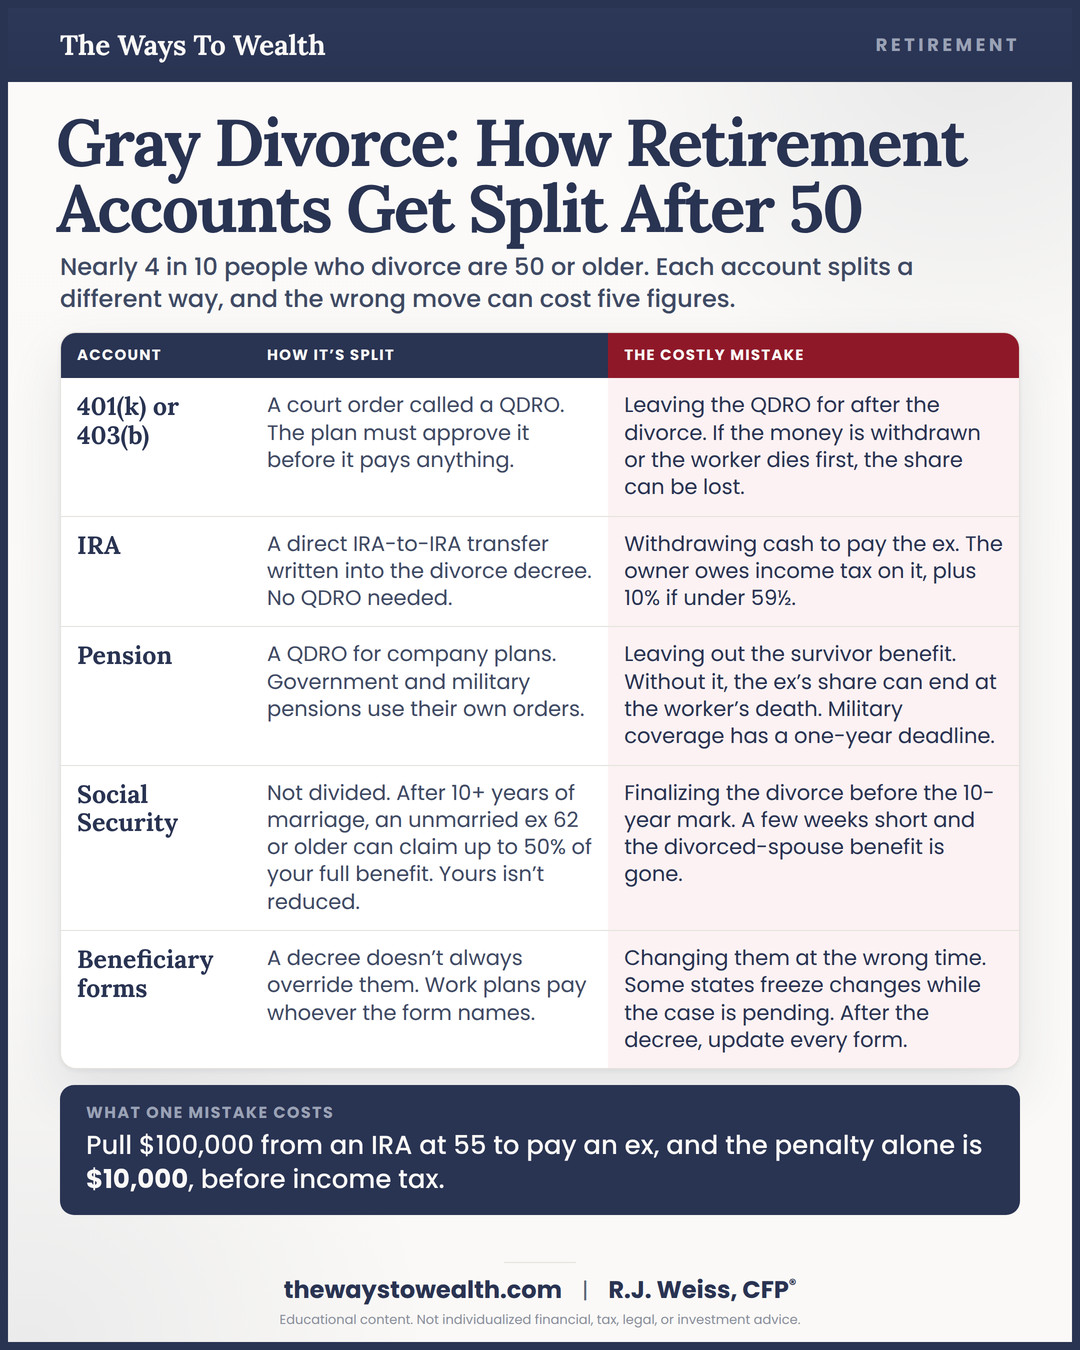 The Ways To Wealth
RETIREMENT
Gray Divorce: How Retirement
Accounts Get Split After 50
Nearly 4 in 10 people who divorce are 50 or older. Each account splits a
different way, and the wrong move can cost five figures.
ACCOUNT
HOW IT’S SPLIT
THE COSTLY MISTAKE
401(k) or
403(b)
A court order called a QDRO.
The plan must approve it
before it pays anything.
Leaving the QDRO for after the
divorce. If the money is withdrawn
or the worker dies first, the share
can be lost.
IRA
A direct IRA-to-IRA transfer
written into the divorce decree.
No QDRO needed.
Withdrawing cash to pay the ex. The
owner owes income tax on it, plus
10% if under 59½.
Pension
A QDRO for company plans.
Government and military
pensions use their own orders.
Leaving out the survivor benefit.
Without it, the ex’s share can end at
the worker’s death. Military
coverage has a one-year deadline.
Social
Security
Not divided. After 10+ years of
marriage, an unmarried ex 62
or older can claim up to 50% of
your full benefit. Yours isn’t
reduced.
Finalizing the divorce before the 10-
year mark. A few weeks short and
the divorced-spouse benefit is
gone.
Beneficiary
forms
A decree doesn’t always
override them. Work plans pay
whoever the form names.
Changing them at the wrong time.
Some states freeze changes while
the case is pending. After the
decree, update every form.
WHAT ONE MISTAKE COSTS
Pull $100,000 from an IRA at 55 to pay an ex, and the penalty alone is
$10,000, before income tax.
thewaystowealth.com | R.J. Weiss, CFP®
Educational content. Not individualized financial, tax, legal, or investment advice.